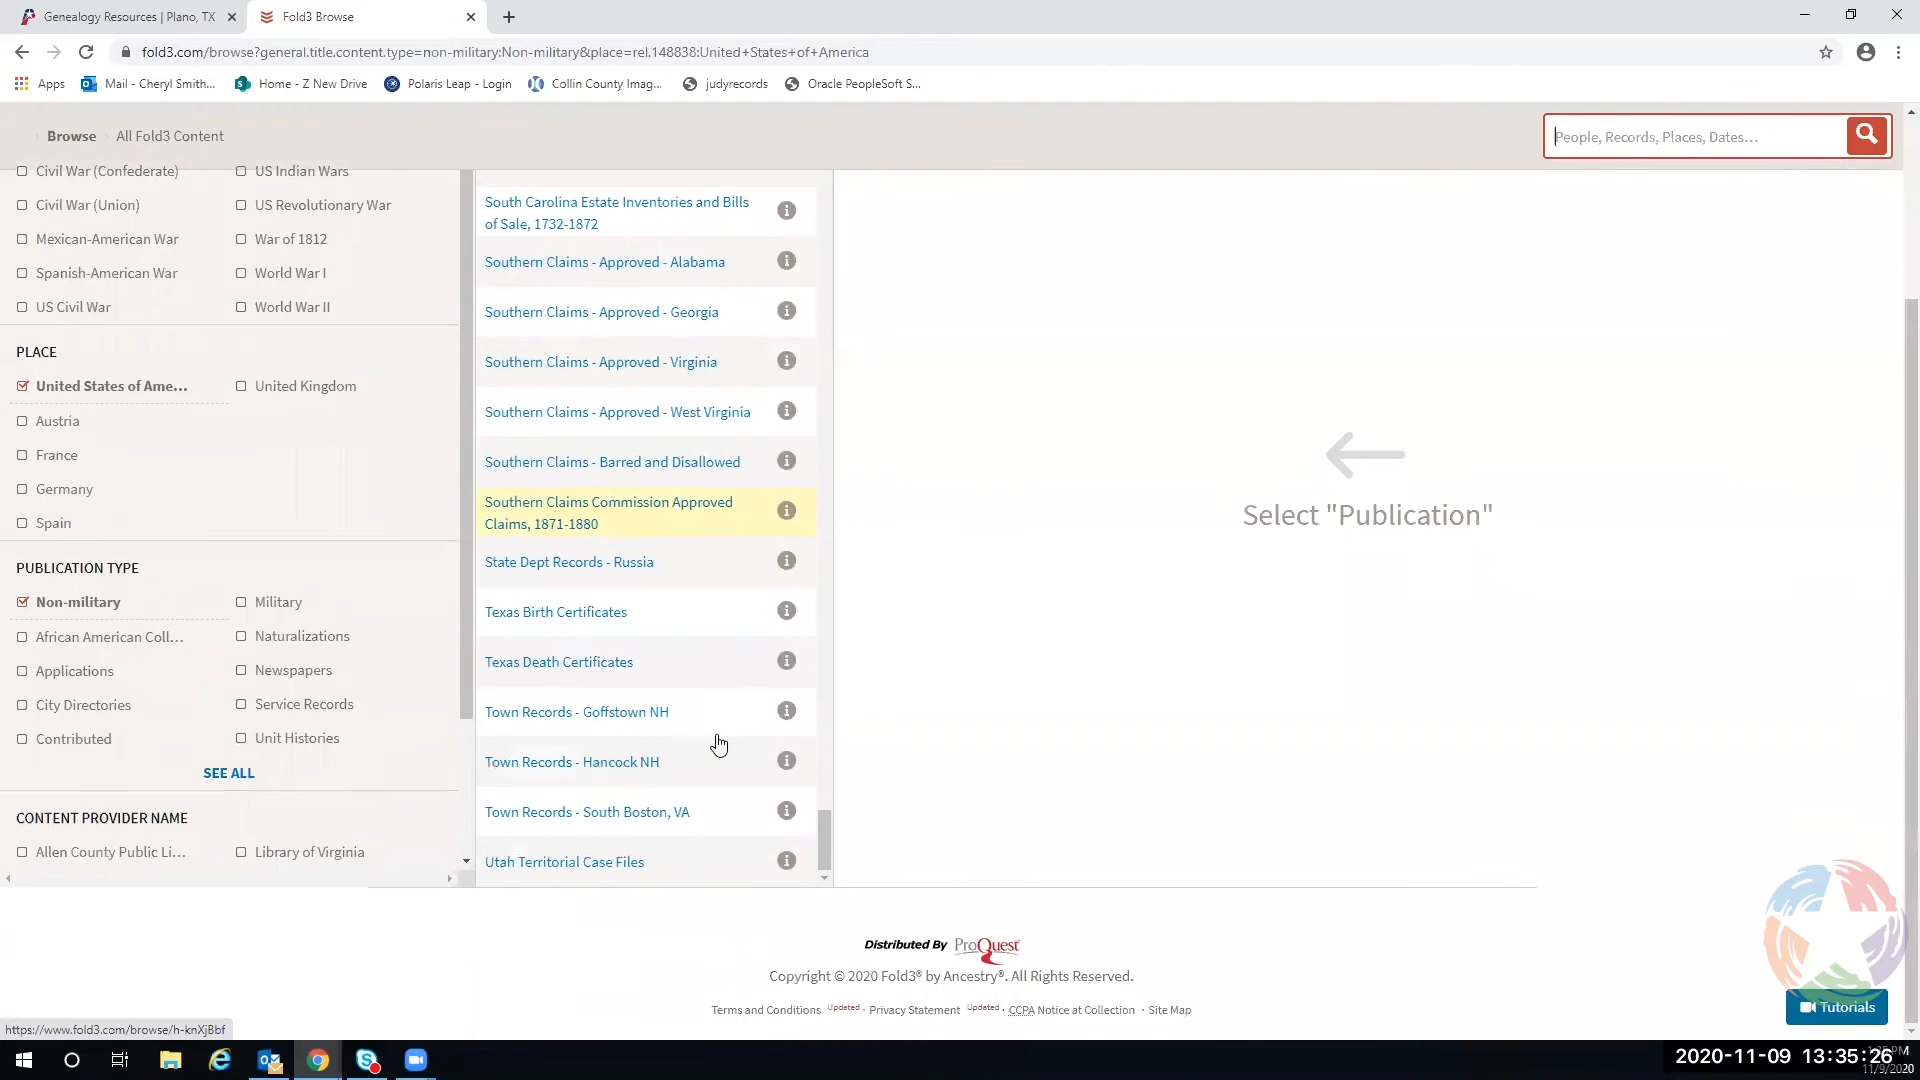 Genealogy Resources | Plano, TX
Fold3 Browse
fold3.com/browse?general.title.content.type=non-military:Non-military&place=rel.148838:United+States+of+America
Apps
Mail - Cheryl Smith...
Home - Z New Drive
Polaris Leap - Login
Collin County Imag...
judyrecords
Oracle PeopleSoft S...
Browse
All Fold3 Content
People, Records, Places, Dates...
Civil War (Confederate)
US Indian Wars
Civil War (Union)
US Revolutionary War
Mexican-American War
War of 1812
Spanish-American War
World War I
US Civil War
World War II
PLACE
United States of Ame...
United Kingdom
Austria
France
Germany
Spain
PUBLICATION TYPE
Non-military
Military
African American Coll...
Naturalizations
Applications
Newspapers
City Directories
Service Records
Contributed
Unit Histories
SEE ALL
CONTENT PROVIDER NAME
Allen County Public Li...
Library of Virginia
South Carolina Estate Inventories and Bills
of Sale, 1732-1872
Southern Claims - Approved - Alabama
Southern Claims - Approved - Georgia
Southern Claims - Approved - Virginia
Southern Claims - Approved - West Virginia
Southern Claims - Barred and Disallowed
Southern Claims Commission Approved
Claims, 1871-1880
State Dept Records - Russia
Texas Birth Certificates
Texas Death Certificates
Town Records - Goffstown NH
Town Records - Hancock NH
Town Records - South Boston, VA
Utah Territorial Case Files
Select "Publication"
Distributed By ProQuest
Copyright © 2020 Fold3® by Ancestry®. All Rights Reserved.
Terms and Conditions Updated · Privacy Statement Updated · CCPA Notice at Collection · Site Map
Tutorials
https://www.fold3.com/browse/h-knXjBbf
2020-11-09 13:35:26
11/9/2020